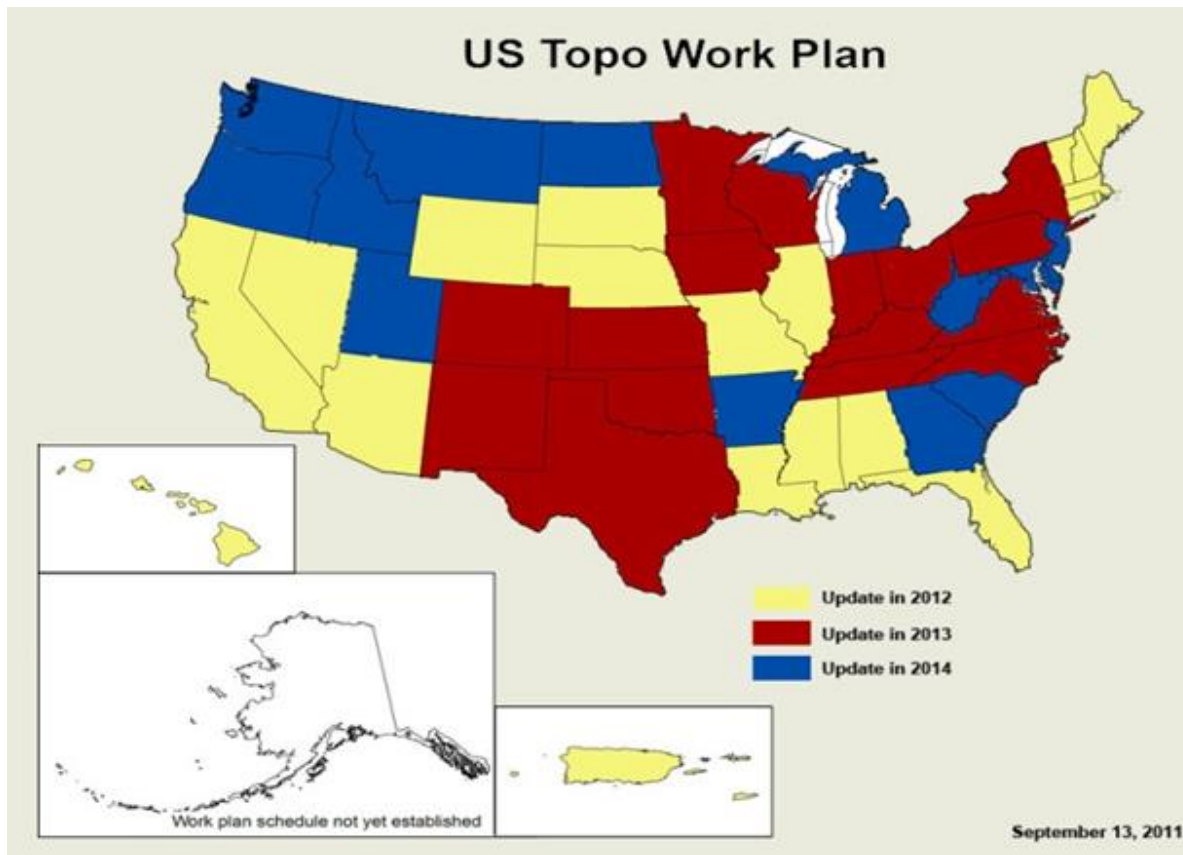 US Topo Work Plan
Update in 2012
Update in 2013
Update in 2014
Work plan schedule not yet established
September 13, 2011